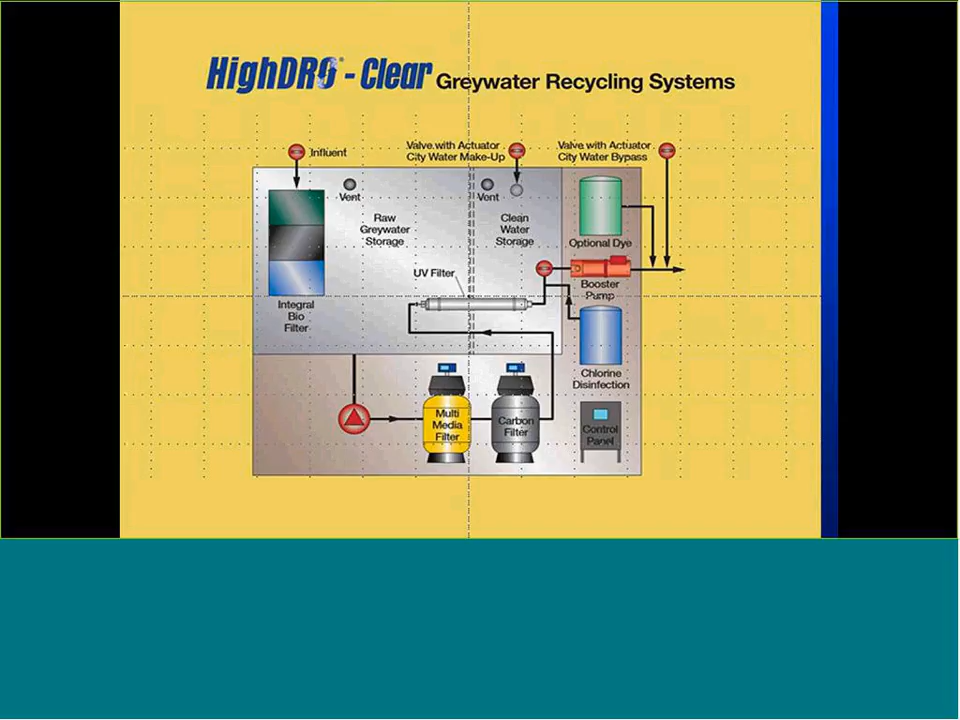 HighDRO® - Clear Greywater Recycling Systems
Influent
Valve with Actuator
City Water Make-Up
Valve with Actuator
City Water Bypass
Vent
Vent
Raw
Greywater
Storage
Clean
Water
Storage
Optional Dye
UV Filter
Booster
Pump
Integral
Bio
Filter
Chlorine
Disinfection
Multi
Media
Filter
Carbon
Filter
Control
Panel